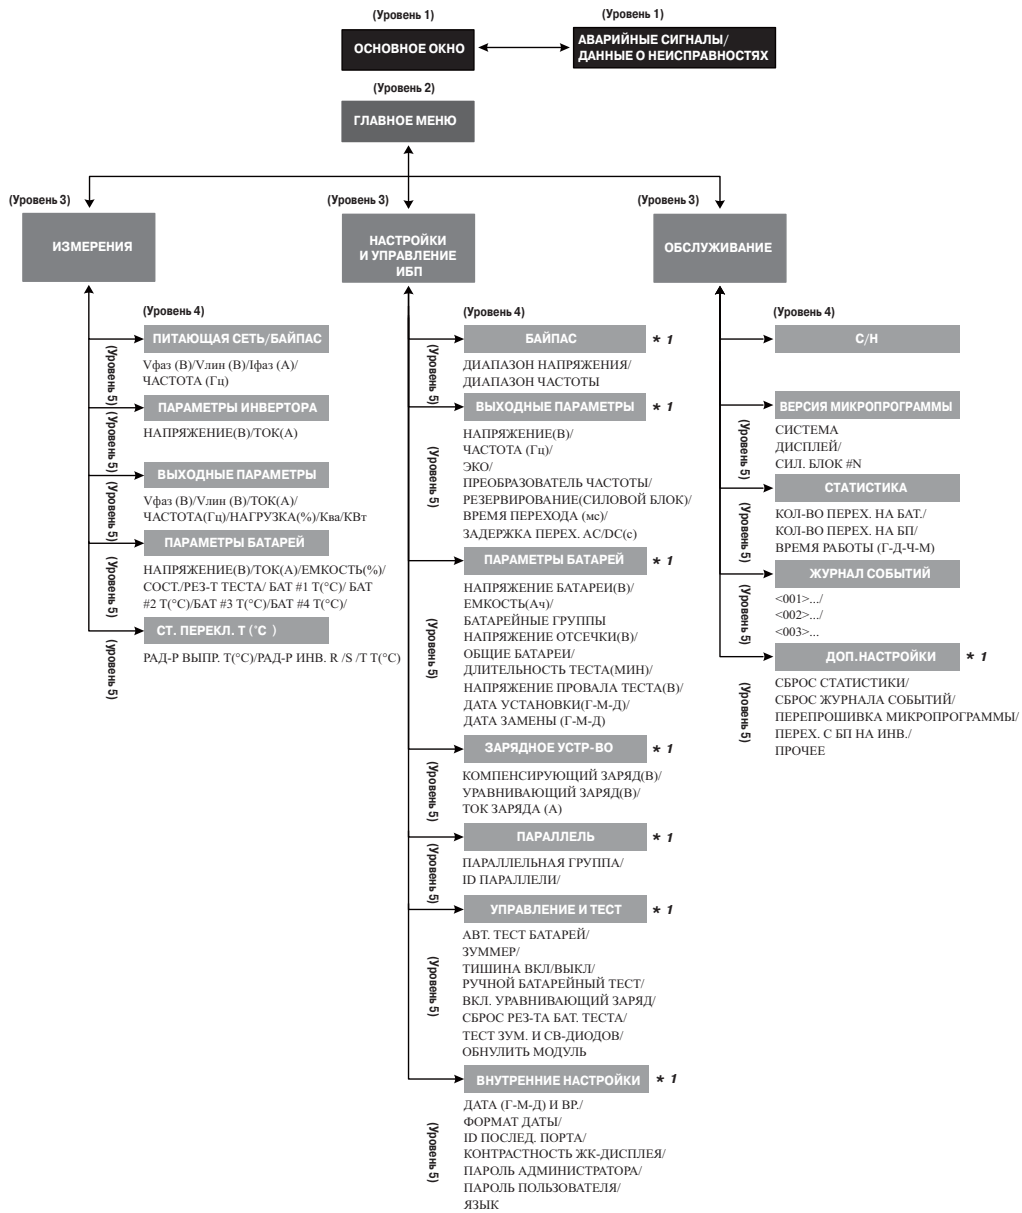 (Уровень 1)
ОСНОВНОЕ ОКНО
(Уровень 1)
АВАРИЙНЫЕ СИГНАЛЫ/
ДАННЫЕ О НЕИСПРАВНОСТЯХ
(Уровень 2)
ГЛАВНОЕ МЕНЮ
(Уровень 3)
ИЗМЕРЕНИЯ
(Уровень 4)
ПИТАЮЩАЯ СЕТЬ/БАЙПАС
(Уровень 5)
Vфаз (В)/Vлин (В)/Iфаз (А)/
ЧАСТОТА (Гц)
ПАРАМЕТРЫ ИНВЕРТОРА
(Уровень 5)
НАПРЯЖЕНИЕ(В)/ТОК(А)
ВЫХОДНЫЕ ПАРАМЕТРЫ
(Уровень 5)
Vфаз (В)/Vлин (В)/ТОК(А)/
ЧАСТОТА(Гц)/НАГРУЗКА(%)/Ква/КВт
ПАРАМЕТРЫ БАТАРЕЙ
(Уровень 5)
НАПРЯЖЕНИЕ(В)/ТОК(А)/ЕМКОСТЬ(%)/
СОСТ./РЕЗ-Т ТЕСТА/ БАТ #1 Т(°С)/ БАТ
#2 Т(°С)/БАТ #3 Т(°С)/БАТ #4 Т(°С)/
СТ. ПЕРЕКЛ. Т (°С )
(уровень 5)
РАД-Р ВЫПР. Т(°С)/РАД-Р ИНВ. R /S /T Т(°С)
(Уровень 3)
НАСТРОЙКИ
И УПРАВЛЕНИЕ
ИБП
(Уровень 4)
БАЙПАС * 1
(Уровень 5)
ДИАПАЗОН НАПРЯЖЕНИЯ/
ДИАПАЗОН ЧАСТОТЫ
ВЫХОДНЫЕ ПАРАМЕТРЫ * 1
(Уровень 5)
НАПРЯЖЕНИЕ(В)/
ЧАСТОТА (Гц)/
ЭКО/
ПРЕОБРАЗОВАТЕЛЬ ЧАСТОТЫ/
РЕЗЕРВИРОВАНИЕ(СИЛОВОЙ БЛОК)/
ВРЕМЯ ПЕРЕХОДА (мс)/
ЗАДЕРЖКА ПЕРЕХ. AC/DC(с)
ПАРАМЕТРЫ БАТАРЕЙ * 1
(Уровень 5)
НАПРЯЖЕНИЕ БАТАРЕИ(В)/
ЕМКОСТЬ(Ач)/
БАТАРЕЙНЫЕ ГРУППЫ
НАПРЯЖЕНИЕ ОТСЕЧКИ(В)/
ОБЩИЕ БАТАРЕИ/
ДЛИТЕЛЬНОСТЬ ТЕСТА(МИН)/
НАПРЯЖЕНИЕ ПРОВАЛА ТЕСТА(В)/
ДАТА УСТАНОВКИ(Г-М-Д)/
ДАТА ЗАМЕНЫ (Г-М-Д)
ЗАРЯДНОЕ УСТР-ВО * 1
(Уровень 5)
КОМПЕНСИРУЮЩИЙ ЗАРЯД(В)/
УРАВНИВАЮЩИЙ ЗАРЯД(В)/
ТОК ЗАРЯДА (А)
ПАРАЛЛЕЛЬ * 1
(Уровень 5)
ПАРАЛЛЕЛЬНАЯ ГРУППА/
ID ПАРАЛЛЕЛИ/
УПРАВЛЕНИЕ И ТЕСТ * 1
(Уровень 5)
АВТ. ТЕСТ БАТАРЕЙ/
ЗУММЕР/
ТИШИНА ВКЛ/ВЫКЛ/
РУЧНОЙ БАТАРЕЙНЫЙ ТЕСТ/
ВКЛ. УРАВНИВАЮЩИЙ ЗАРЯД/
СБРОС РЕЗ-ТА БАТ. ТЕСТА/
ТЕСТ ЗУМ. И СВ-ДИОДОВ/
ОБНУЛИТЬ МОДУЛЬ
ВНУТРЕННИЕ НАСТРОЙКИ * 1
(Уровень 5)
ДАТА (Г-М-Д) И ВР./
ФОРМАТ ДАТЫ/
ID ПОСЛЕД. ПОРТА/
КОНТРАСТНОСТЬ ЖК-ДИСПЛЕЯ/
ПАРОЛЬ АДМИНИСТРАТОРА/
ПАРОЛЬ ПОЛЬЗОВАТЕЛЯ/
ЯЗЫК
(Уровень 3)
ОБСЛУЖИВАНИЕ
(Уровень 4)
С/Н
ВЕРСИЯ МИКРОПРОГРАММЫ
(Уровень 5)
СИСТЕМА
ДИСПЛЕЙ/
СИЛ. БЛОК #N
СТАТИСТИКА
КОЛ-ВО ПЕРЕХ. НА БАТ./
КОЛ-ВО ПЕРЕХ. НА БП/
ВРЕМЯ РАБОТЫ (Г-Д-Ч-М)
ЖУРНАЛ СОБЫТИЙ
<001>.../
<002>.../
<003>...
ДОП.НАСТРОЙКИ * 1
(Уровень 5)
СБРОС СТАТИСТИКИ/
СБРОС ЖУРНАЛА СОБЫТИЙ/
ПЕРЕПРОШИВКА МИКРОПРОГРАММЫ/
ПЕРЕХ. С БП НА ИНВ./
ПРОЧЕЕ